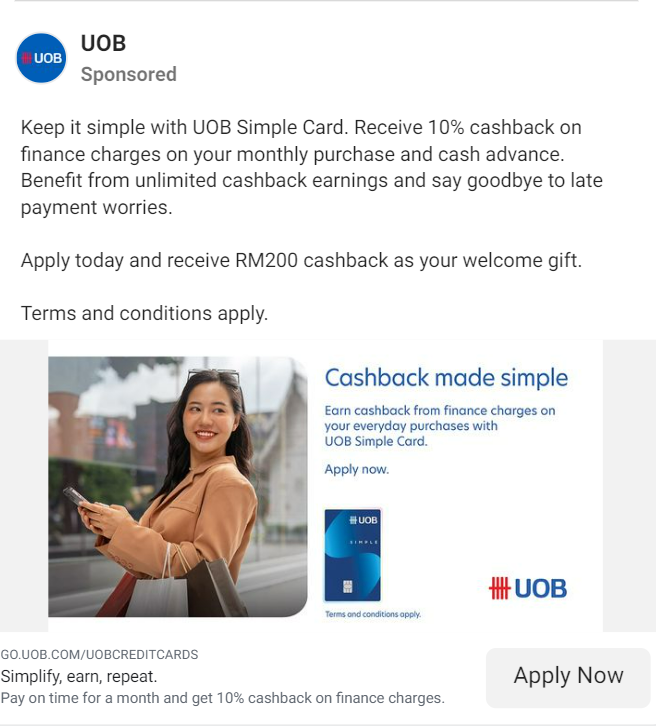 UOB
UOB
Sponsored
Keep it simple with UOB Simple Card. Receive 10% cashback on
finance charges on your monthly purchase and cash advance.
Benefit from unlimited cashback earnings and say goodbye to late
payment worries.
Apply today and receive RM200 cashback as your welcome gift.
Terms and conditions apply.
Cashback made simple
Earn cashback from finance charges on
your everyday purchases with
UOB Simple Card.
Apply now.
UOB
SIMPLE
UOB
Terms and conditions apply.
GO.UOB.COM/UOBCREDITCARDS
Simplify, earn, repeat.
Pay on time for a month and get 10% cashback on finance charges.
Apply Now